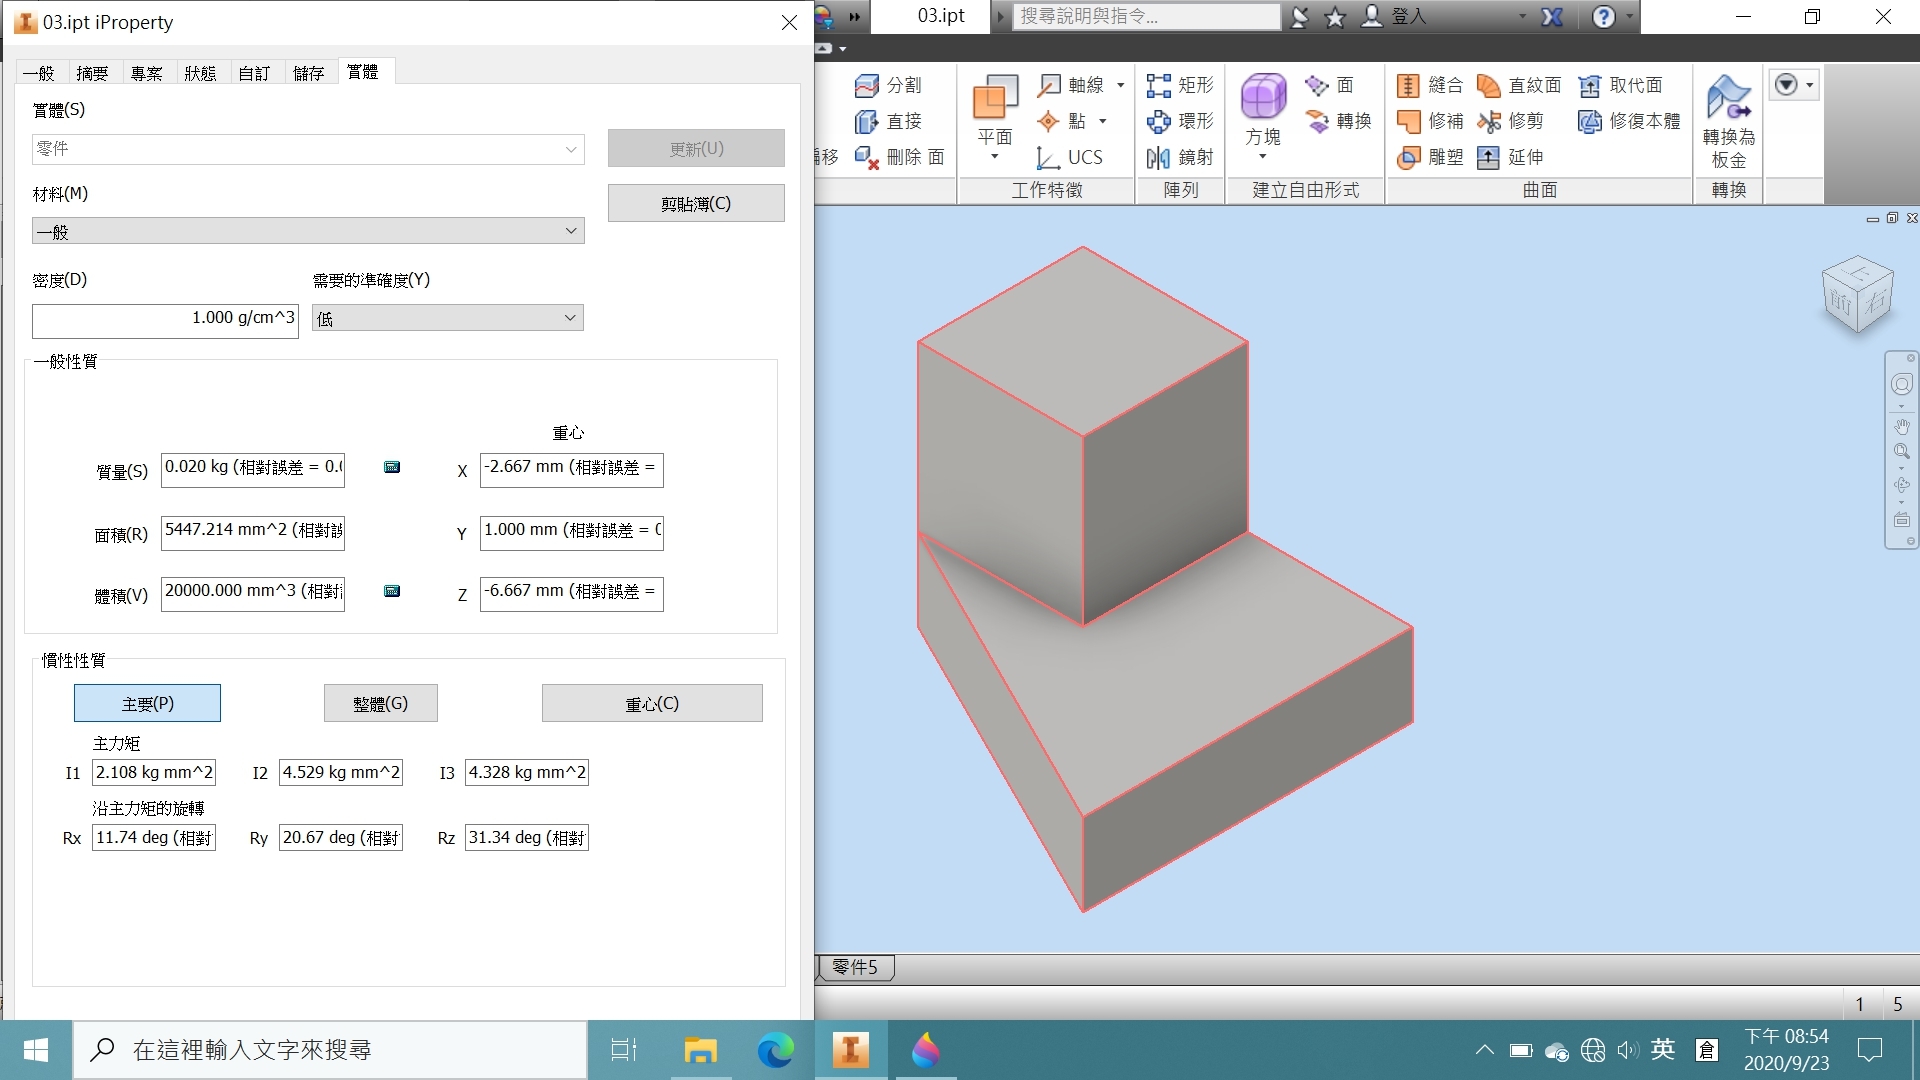 03.ipt iProperty
一般 摘要 專案 狀態 自訂 儲存 實體
實體(S)
零件
更新(U)
材料(M)
剪貼簿(C)
一般
密度(D) 需要的準確度(Y)
1.000 g/cm^3 低
一般性質
重心
質量(S) 0.020 kg (相對誤差 = 0.0 X -2.667 mm (相對誤差 =
面積(R) 5447.214 mm^2 (相對誤 Y 1.000 mm (相對誤差 = 0
體積(V) 20000.000 mm^3 (相對 Z -6.667 mm (相對誤差 =
慣性性質
主要(P) 整體(G) 重心(C)
主力矩
I1 2.108 kg mm^2 I2 4.529 kg mm^2 I3 4.328 kg mm^2
沿主力矩的旋轉
Rx 11.74 deg (相對 Ry 20.67 deg (相對 Rz 31.34 deg (相對
03.ipt 搜尋說明與指令... 登入
分割 軸線 矩形 面 縫合 直紋面 取代面
直接 點 環形 轉換 修補 修剪 修復本體
移 刪除 面 平面 UCS 鏡射 方塊 雕塑 延伸 轉換為
板金
工作特徵 陣列 建立自由形式 曲面 轉換
上
前 右
零件5
1 5
在這裡輸入文字來搜尋
英 倉 下午 08:54
2020/9/23